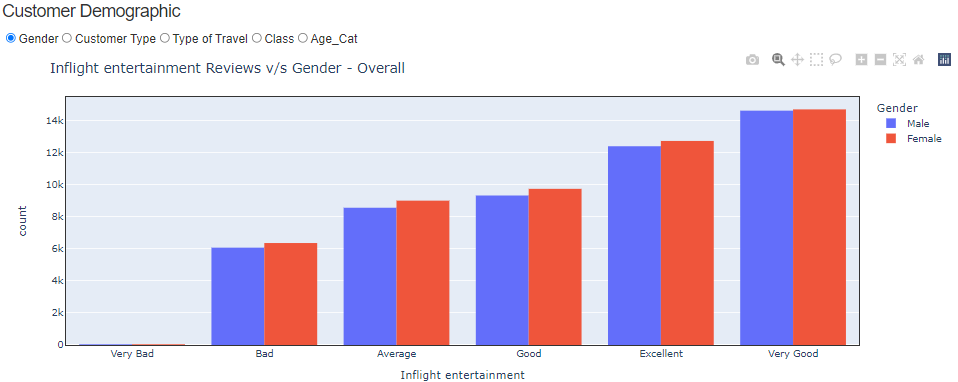 Customer Demographic
Gender Customer Type Type of Travel Class Age_Cat
Inflight entertainment Reviews v/s Gender - Overall
Gender
Male
Female
14k
12k
10k
8k
6k
4k
2k
0
count
Very Bad Bad Average Good Excellent Very Good
Inflight entertainment